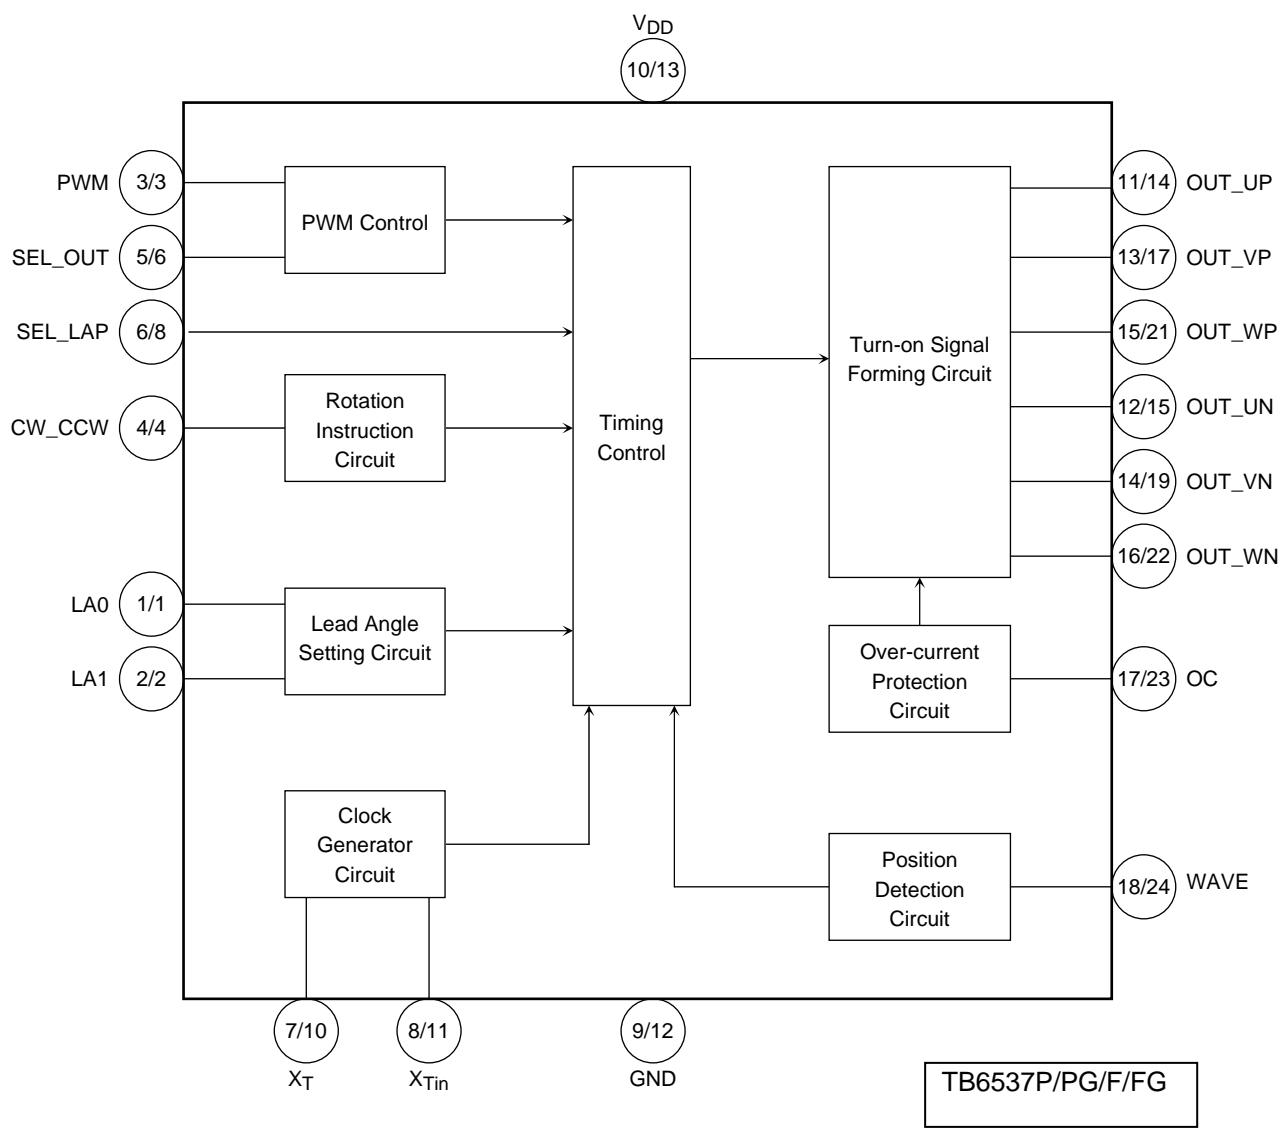 VDD
10/13
PWM
3/3
SEL_OUT
5/6
SEL_LAP
6/8
CW_CCW
4/4
LA0
1/1
LA1
2/2
PWM Control
Rotation
Instruction
Circuit
Lead Angle
Setting Circuit
Clock
Generator
Circuit
Timing
Control
Turn-on Signal
Forming Circuit
Over-current
Protection
Circuit
Position
Detection
Circuit
11/14
OUT_UP
13/17
OUT_VP
15/21
OUT_WP
12/15
OUT_UN
14/19
OUT_VN
16/22
OUT_WN
17/23
OC
18/24
WAVE
7/10
XT
8/11
XTin
9/12
GND
TB6537P/PG/F/FG